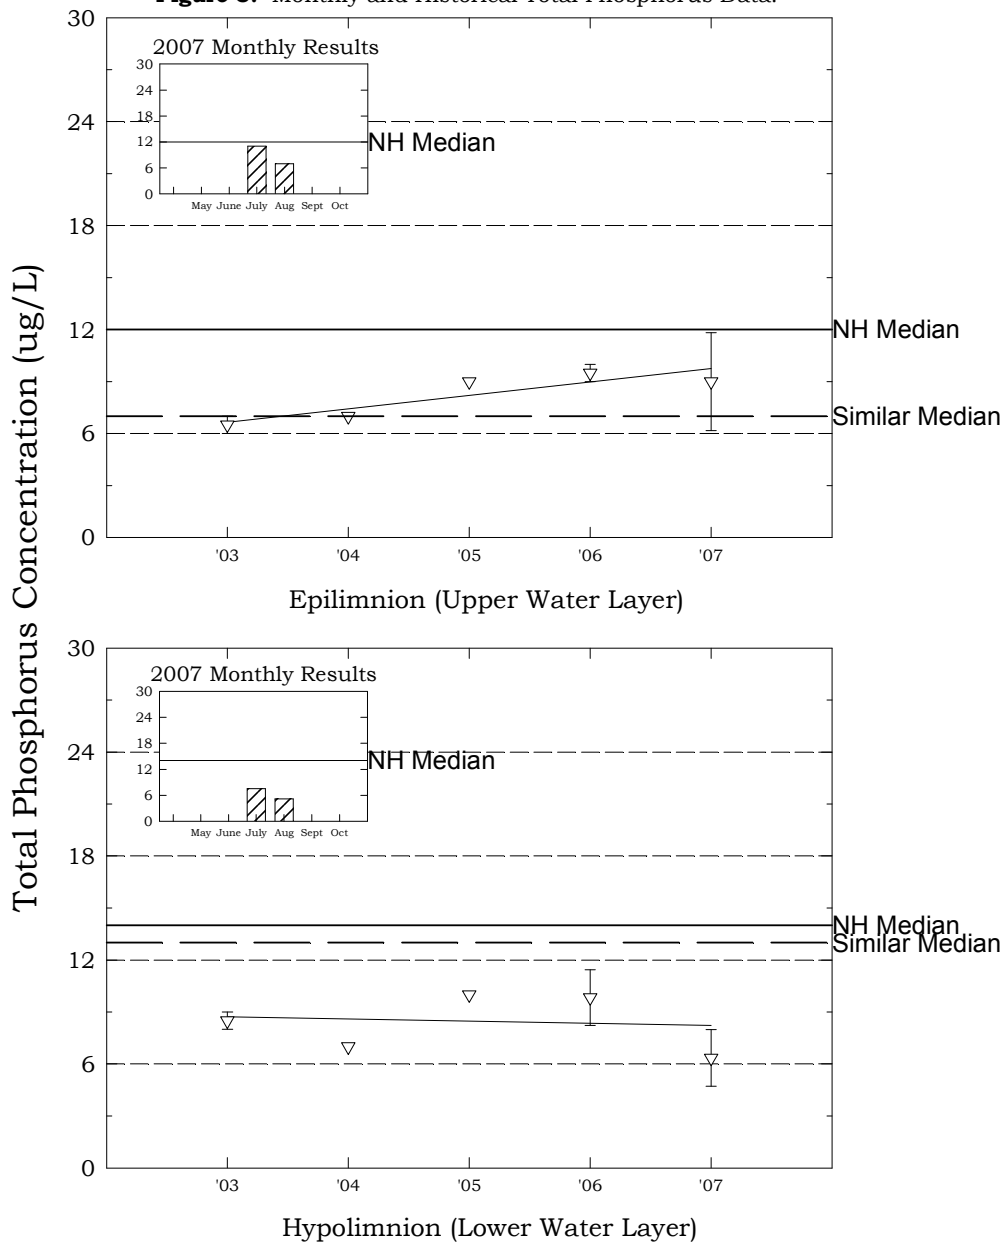 Figure 3. Monthly and Historical Total Phosphorus Data.
Total Phosphorus Concentration (ug/L)
30
24
18
12
6
0
2007 Monthly Results
30
24
18
12
6
0
May June July Aug Sept Oct
NH Median
NH Median
Similar Median
'03 '04 '05 '06 '07
Epilimnion (Upper Water Layer)
30
24
18
12
6
0
2007 Monthly Results
30
24
18
12
6
0
May June July Aug Sept Oct
NH Median
NH Median
Similar Median
'03 '04 '05 '06 '07
Hypolimnion (Lower Water Layer)